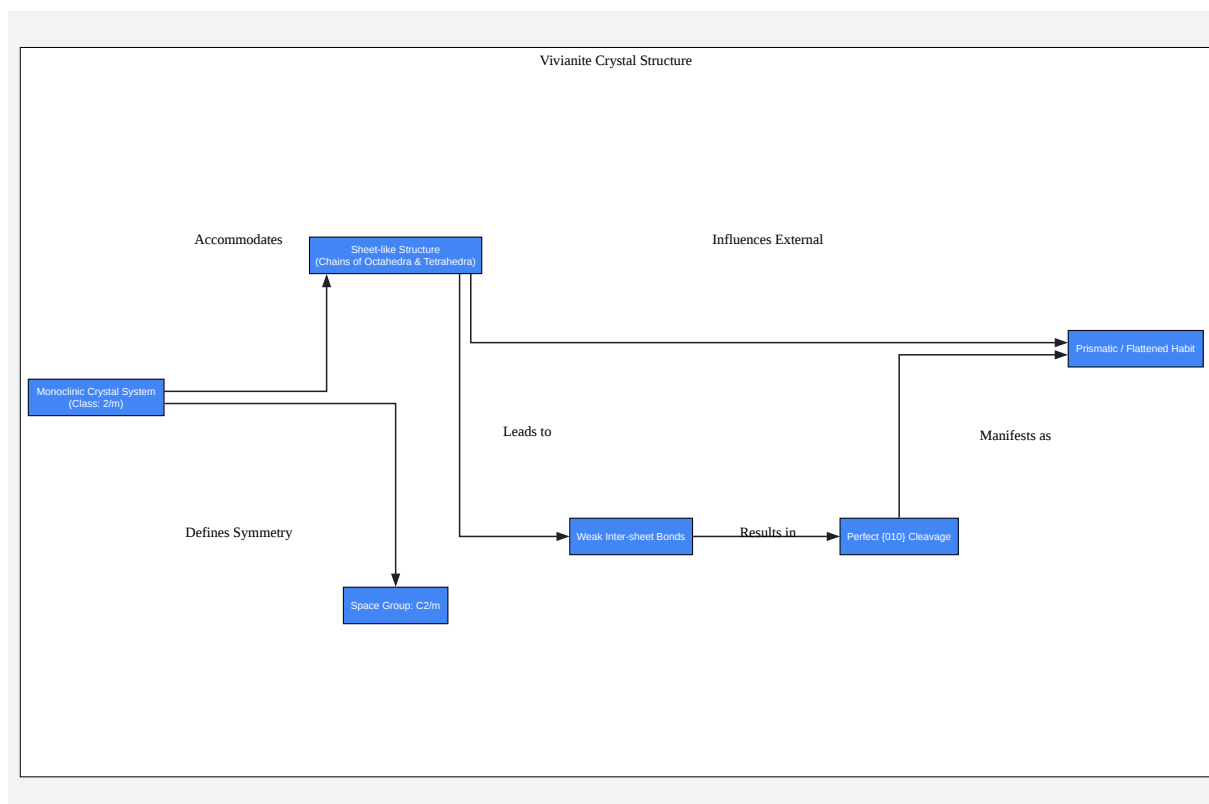 Vivianite Crystal Structure
Accommodates
Influences External
Sheet-like Structure
(Chains of Octahedra & Tetrahedra)
Prismatic / Flattened Habit
Monoclinic Crystal System
(Class: 2/m)
Leads to
Manifests as
Defines Symmetry
Weak Inter-sheet Bonds
Results in
Perfect {010} Cleavage
Space Group: C2/m